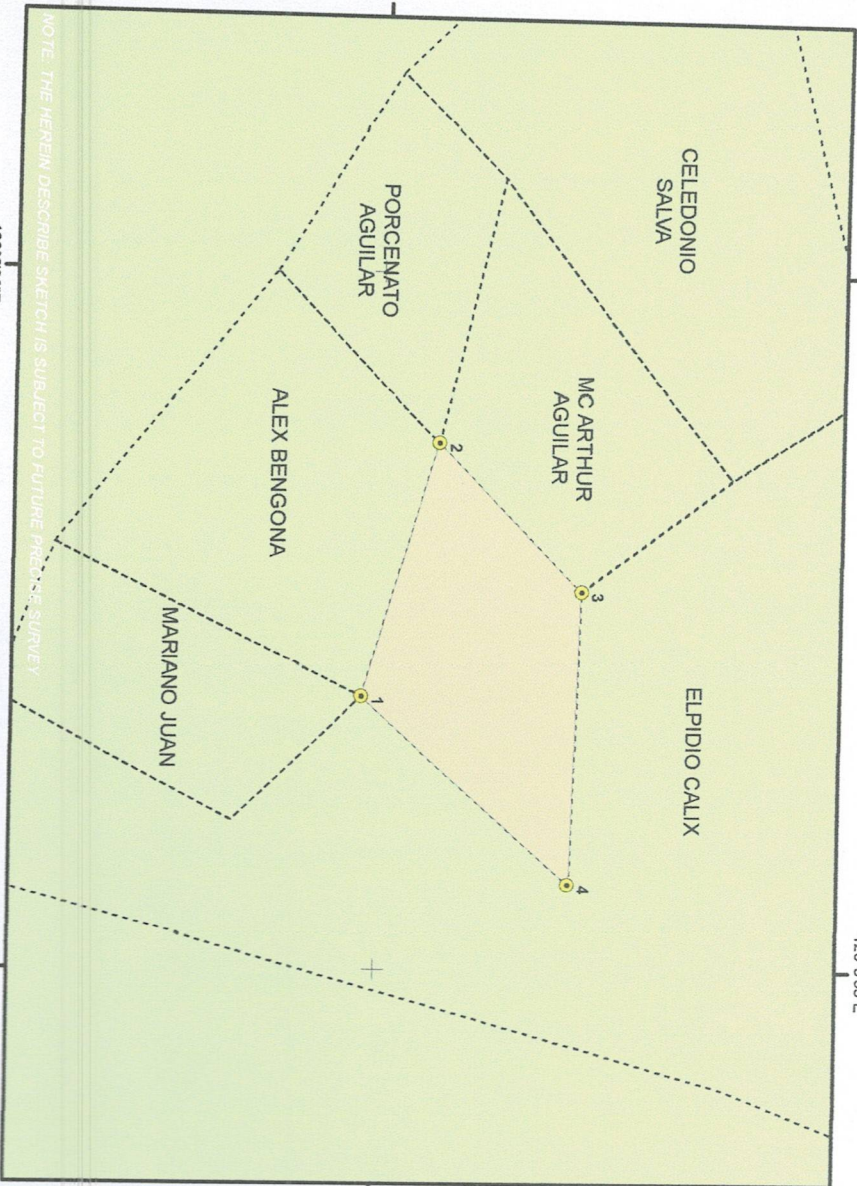 CELEDONIO
SALVA
ELPIDIO CALIX
MC ARTHUR
AGUILAR
3
4
PORCENATO
AGUILAR
2
1
ALEX BENGONA
MARIANO JUAN
NOTE: THE HEREIN DESCRIBE SKETCH IS SUBJECT TO FUTURE PRECISE SURVEY